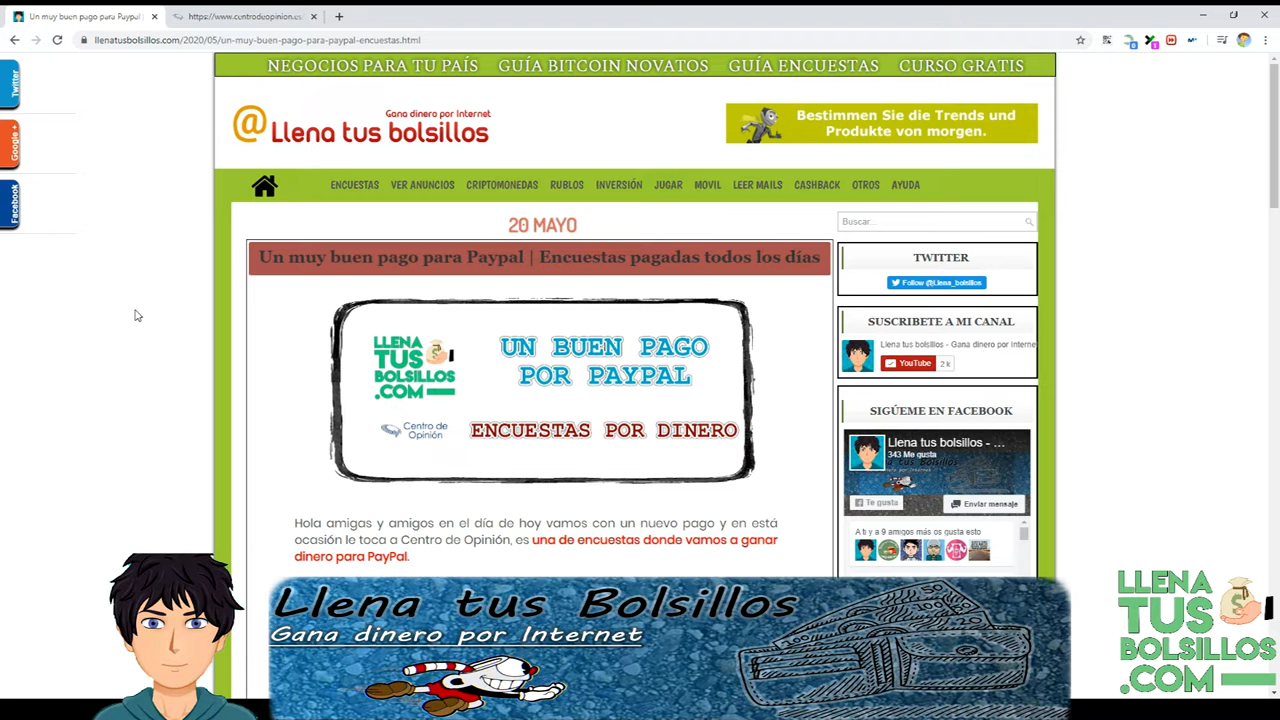 Un muy buen pago para Paypal |
https://www.centrodeopinion.es
llenatusbolsillos.com/2020/05/un-muy-buen-pago-para-paypal-encuestas.html
Twitter
Google +
Facebook
NEGOCIOS PARA TU PAÍS GUÍA BITCOIN NOVATOS GUÍA ENCUESTAS CURSO GRATIS
Gana dinero por Internet
@Llena tus bolsillos
Bestimmen Sie die Trends und
Produkte von morgen.
ENCUESTAS VER ANUNCIOS CRIPTOMONEDAS RUBLOS INVERSIÓN JUGAR MOVIL LEER MAILS CASHBACK OTROS AYUDA
20 MAYO
Un muy buen pago para Paypal | Encuestas pagadas todos los días
LLENA
TUS
BOLSILLOS
.COM
UN BUEN PAGO
POR PAYPAL
Centro de
Opinión
ENCUESTAS POR DINERO
Hola amigas y amigos en el día de hoy vamos con un nuevo pago y en está
ocasión le toca a Centro de Opinión, es una de encuestas donde vamos a ganar
dinero para PayPal.
Buscar...
TWITTER
Follow @Llena_bolsillos
SUSCRIBETE A MI CANAL
Llena tus bolsillos - Gana dinero por Interne
YouTube 2 k
SIGÚEME EN FACEBOOK
Llena tus bolsillos - ...
343 Me gusta
Te gusta
Enviar mensaje
A ti y a 9 amigos más os gusta esto
Llena tus Bolsillos
Gana dinero por Internet
LLENA
TUS
BOLSILLOS
.COM